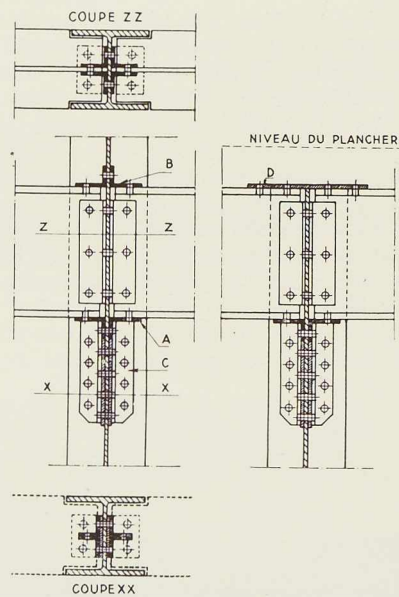 COUPE ZZ
NIVEAU DU PLANCHER
B
D
Z Z
A
C
X X
COUPE XX